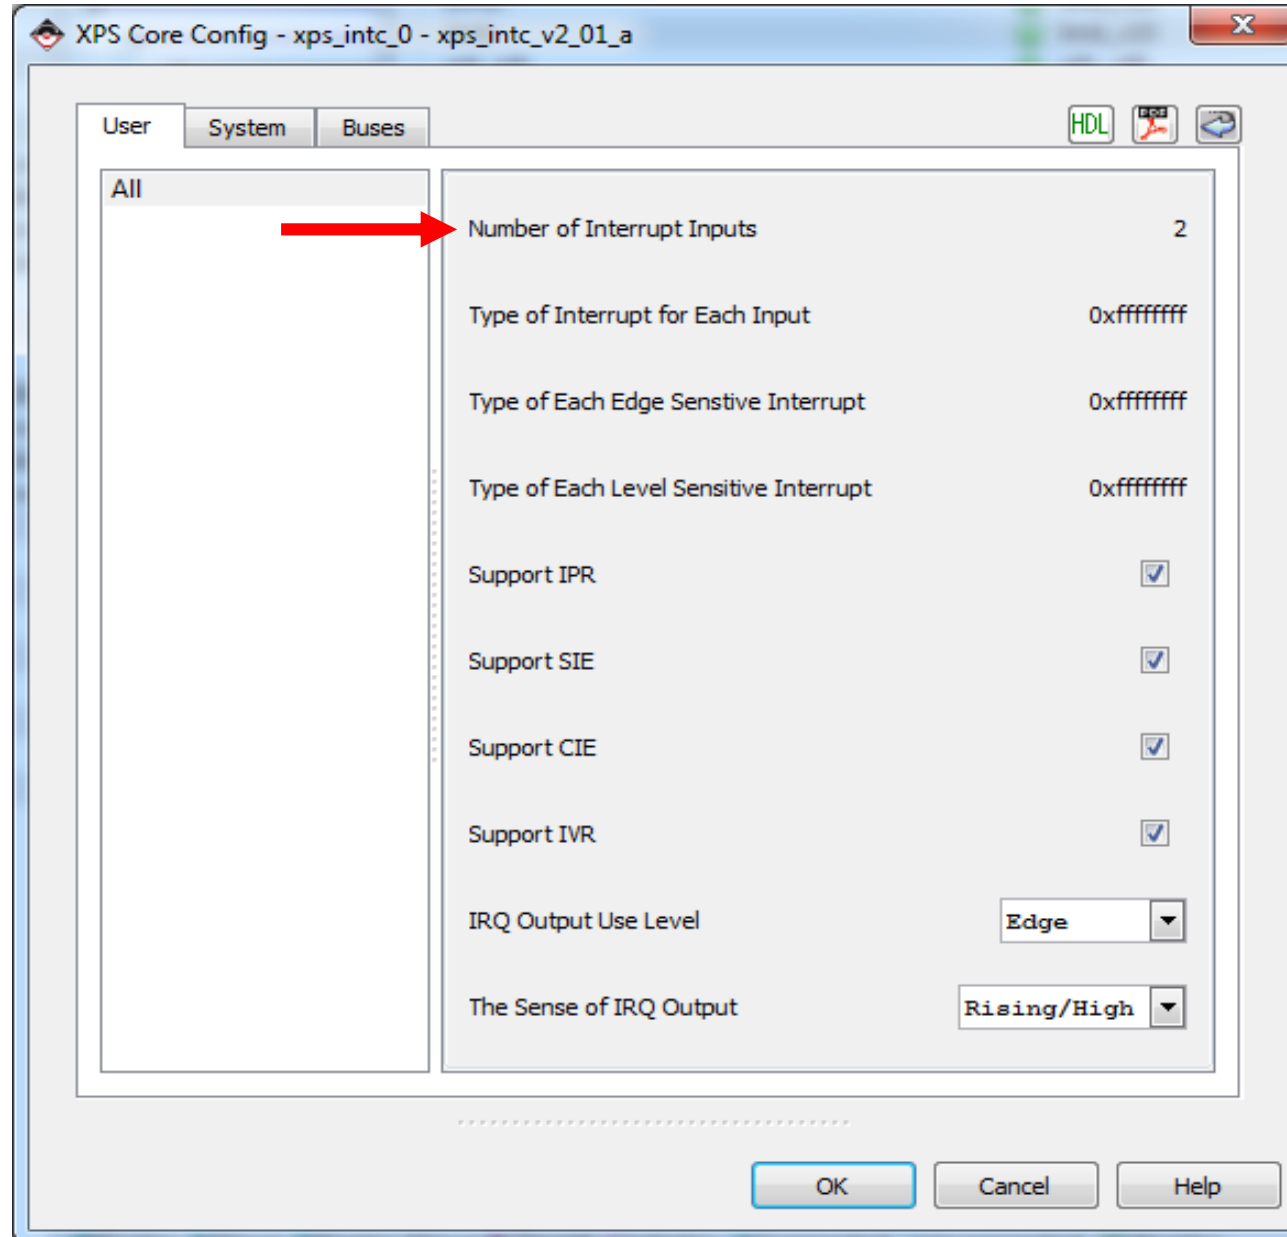 XPS Core Config - xps_intc_0 - xps_intc_v2_01_a
User System Buses HDL PDF
All
Number of Interrupt Inputs 2
Type of Interrupt for Each Input 0xffffffff
Type of Each Edge Senstive Interrupt 0xffffffff
Type of Each Level Sensitive Interrupt 0xffffffff
Support IPR
Support SIE
Support CIE
Support IVR
IRQ Output Use Level Edge
The Sense of IRQ Output Rising/High
OK Cancel Help